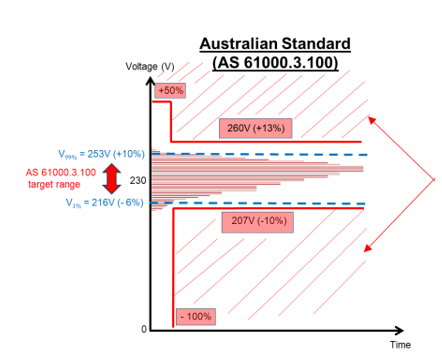 Australian Standard
(AS 61000.3.100)
Voltage (V)
+50%
260V (+13%)
V99% = 253V (+10%)
AS 61000.3.100
target range
230
V1% = 216V (- 6%)
207V (-10%)
- 100%
0
Time